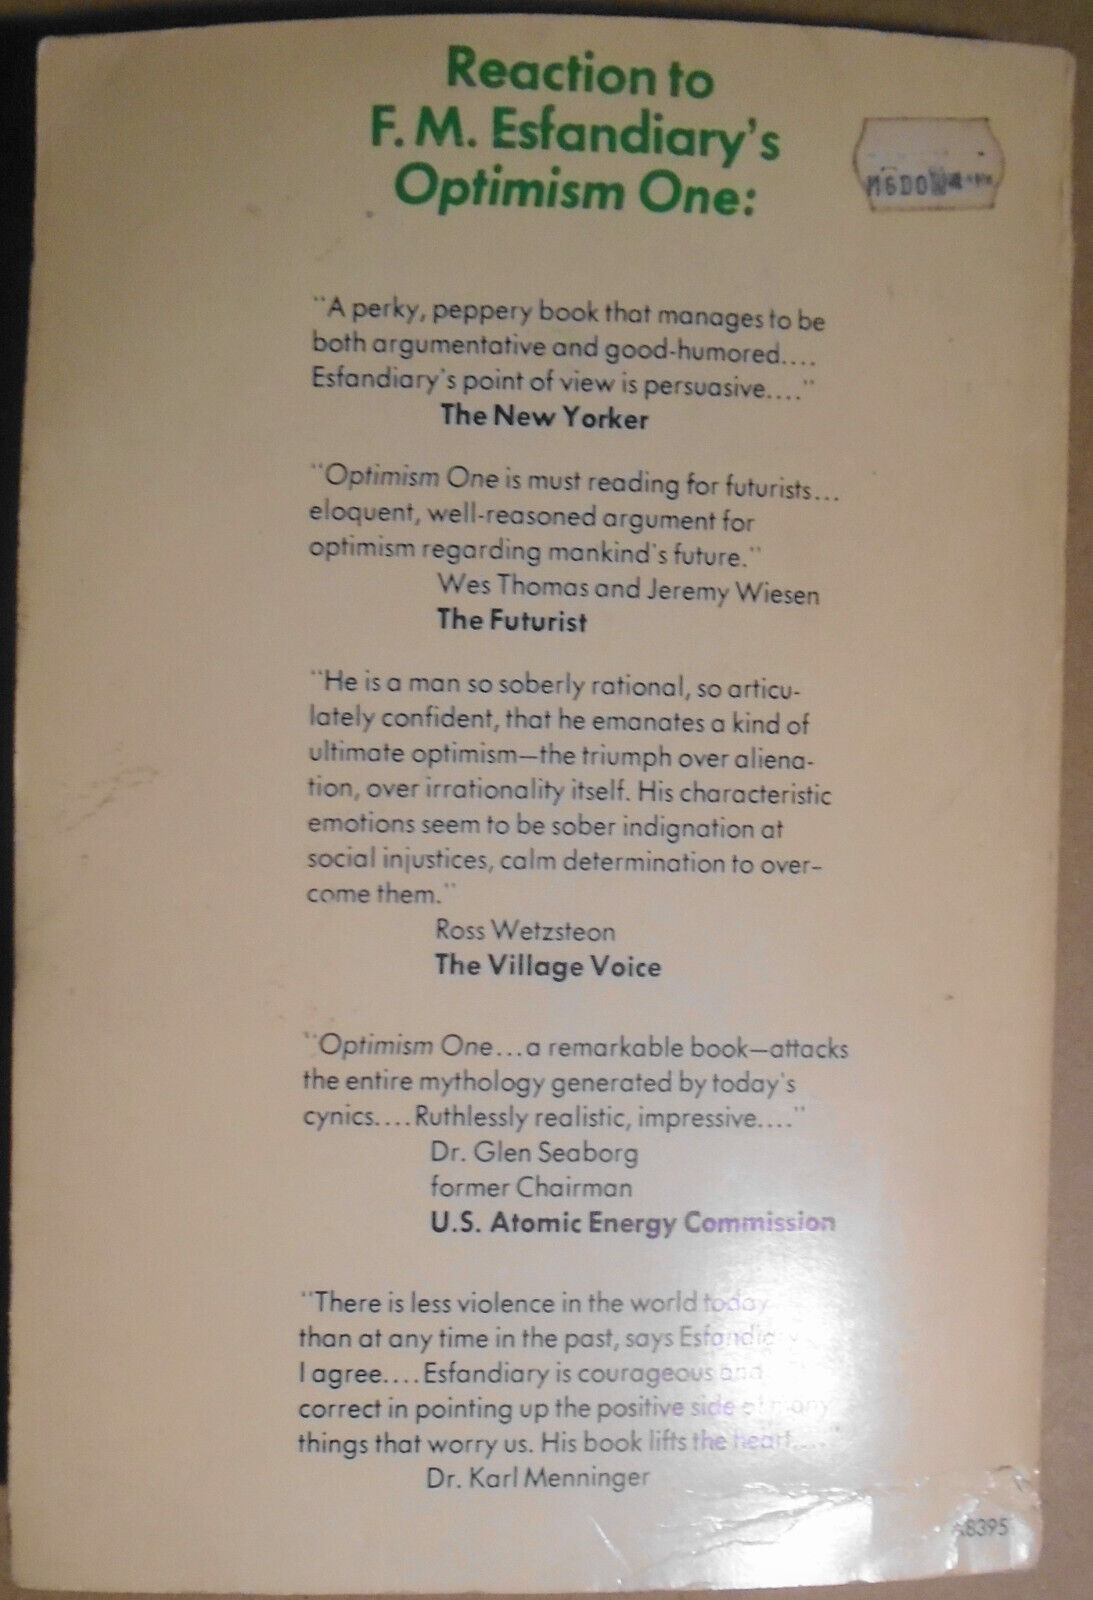 Reaction to
F. M. Esfandiary's
Optimism One:
"A perky, peppery book that manages to be
both argumentative and good-humored....
Esfandiary's point of view is persuasive...."
The New Yorker
"Optimism One is must reading for futurists...
eloquent, well-reasoned argument for
optimism regarding mankind's future."
Wes Thomas and Jeremy Wiesen
The Futurist
"He is a man so soberly rational, so articu-
lately confident, that he emanates a kind of
ultimate optimism—the triumph over aliena-
tion, over irrationality itself. His characteristic
emotions seem to be sober indignation at
social injustices, calm determination to over-
come them."
Ross Wetzsteon
The Village Voice
"Optimism One...a remarkable book—attacks
the entire mythology generated by today's
cynics....Ruthlessly realistic, impressive...."
Dr. Glen Seaborg
former Chairman
U.S. Atomic Energy Commission
"There is less violence in the world today
than at any time in the past, says Esfandiary.
I agree....Esfandiary is courageous and
correct in pointing up the positive side of many
things that worry us. His book lifts the heart...."
Dr. Karl Menninger